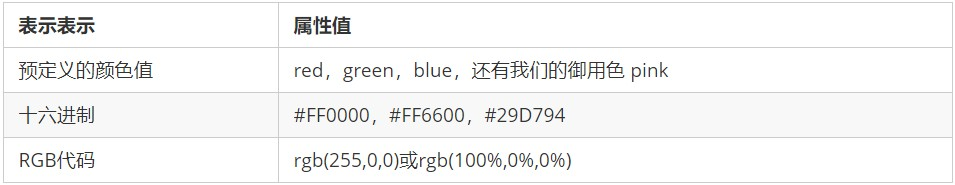 表示表示 属性值
预定义的颜色值 red，green，blue，还有我们的御用色 pink
十六进制 #FF0000，#FF6600，#29D794
RGB代码 rgb(255,0,0)或rgb(100%,0%,0%)